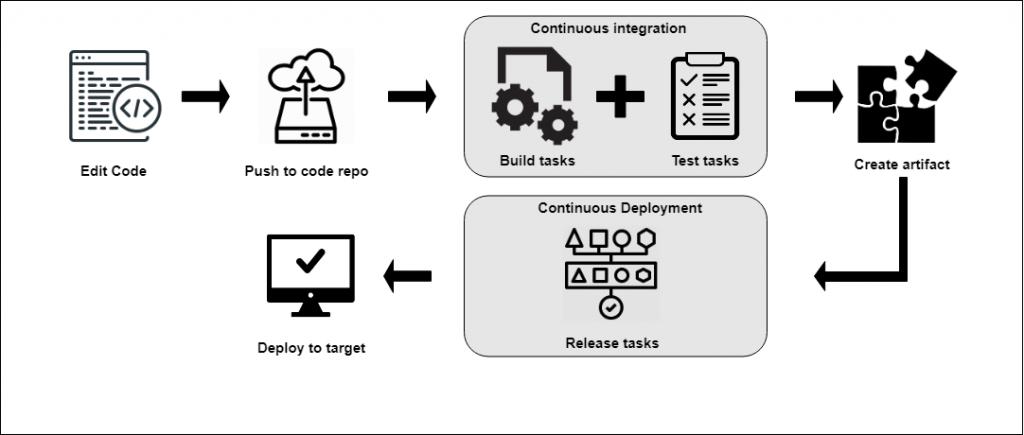 Continuous integration
Edit Code
Push to code repo
Build tasks
Test tasks
Create artifact
Continuous Deployment
Release tasks
Deploy to target